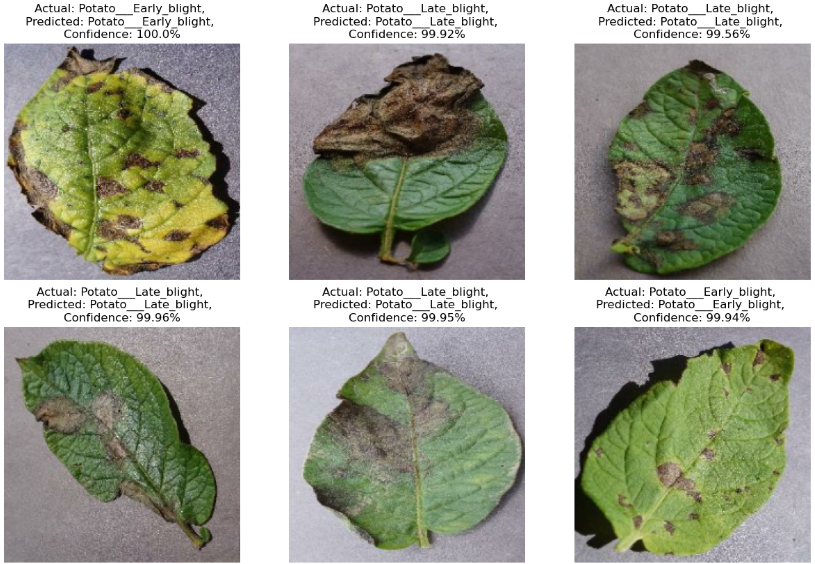 Actual: Potato___Early_blight,
Predicted: Potato___Early_blight,
Confidence: 100.0%
Actual: Potato___Late_blight,
Predicted: Potato___Late_blight,
Confidence: 99.92%
Actual: Potato___Late_blight,
Predicted: Potato___Late_blight,
Confidence: 99.56%
Actual: Potato___Late_blight,
Predicted: Potato___Late_blight,
Confidence: 99.96%
Actual: Potato___Late_blight,
Predicted: Potato___Late_blight,
Confidence: 99.95%
Actual: Potato___Early_blight,
Predicted: Potato___Early_blight,
Confidence: 99.94%